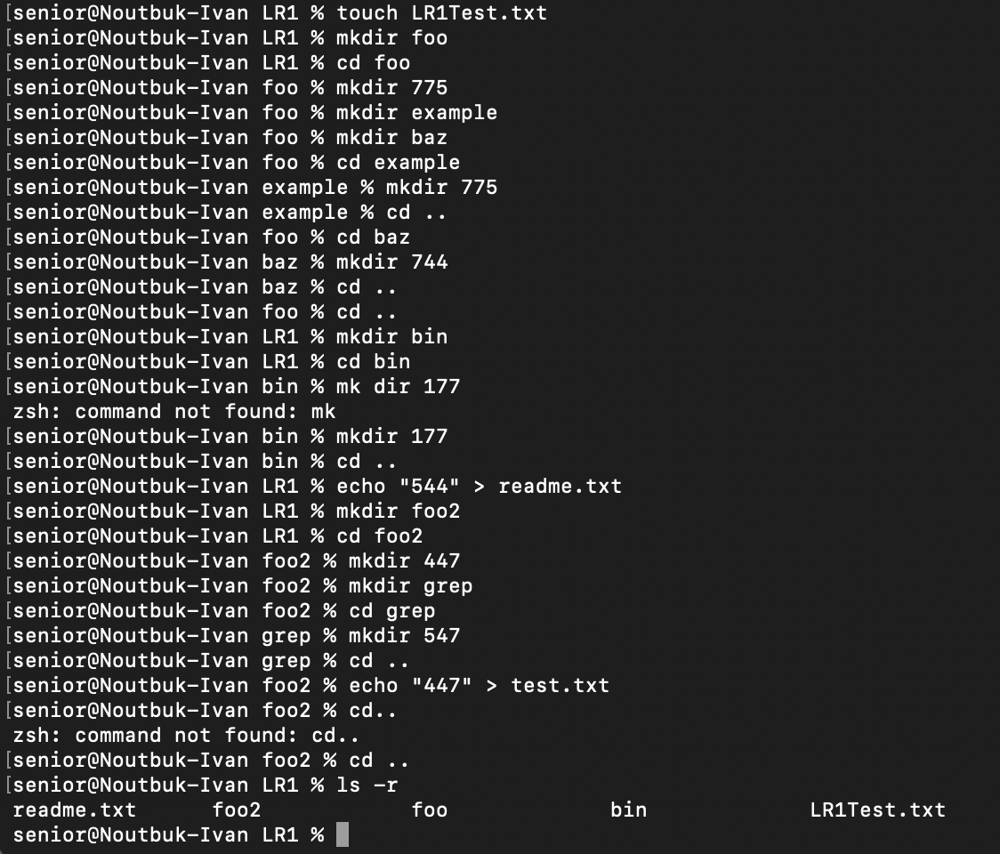 [senior@Noutbuk-Ivan LR1 % touch LR1Test.txt
[senior@Noutbuk-Ivan LR1 % mkdir foo
[senior@Noutbuk-Ivan LR1 % cd foo
[senior@Noutbuk-Ivan foo % mkdir 775
[senior@Noutbuk-Ivan foo % mkdir example
[senior@Noutbuk-Ivan foo % mkdir baz
[senior@Noutbuk-Ivan foo % cd example
[senior@Noutbuk-Ivan example % mkdir 775
[senior@Noutbuk-Ivan example % cd ..
[senior@Noutbuk-Ivan foo % cd baz
[senior@Noutbuk-Ivan baz % mkdir 744
[senior@Noutbuk-Ivan baz % cd ..
[senior@Noutbuk-Ivan foo % cd ..
[senior@Noutbuk-Ivan LR1 % mkdir bin
[senior@Noutbuk-Ivan LR1 % cd bin
[senior@Noutbuk-Ivan bin % mk dir 177
zsh: command not found: mk
[senior@Noutbuk-Ivan bin % mkdir 177
[senior@Noutbuk-Ivan bin % cd ..
[senior@Noutbuk-Ivan LR1 % echo "544" > readme.txt
[senior@Noutbuk-Ivan LR1 % mkdir foo2
[senior@Noutbuk-Ivan LR1 % cd foo2
[senior@Noutbuk-Ivan foo2 % mkdir 447
[senior@Noutbuk-Ivan foo2 % mkdir grep
[senior@Noutbuk-Ivan foo2 % cd grep
[senior@Noutbuk-Ivan grep % mkdir 547
[senior@Noutbuk-Ivan grep % cd ..
[senior@Noutbuk-Ivan foo2 % echo "447" > test.txt
[senior@Noutbuk-Ivan foo2 % cd..
zsh: command not found: cd..
[senior@Noutbuk-Ivan foo2 % cd ..
[senior@Noutbuk-Ivan LR1 % ls -r
readme.txt foo2 foo bin LR1Test.txt
senior@Noutbuk-Ivan LR1 %